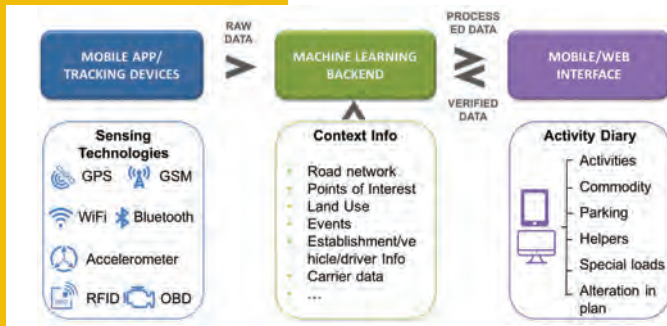 MOBILE APP/
TRACKING DEVICES
RAW
DATA
MACHINE LEARNING
BACKEND
PROCESS
ED DATA
VERIFIED
DATA
MOBILE/WEB
INTERFACE
Sensing
Technologies
GPS GSM
WiFi Bluetooth
Accelerometer
RFID OBD
Context Info
Road network
Points of Interest
Land Use
Events
Establishment/ve
hicle/driver Info
Carrier data
...
Activity Diary
Activities
Commodity
Parking
Helpers
Special loads
Alteration in
plan